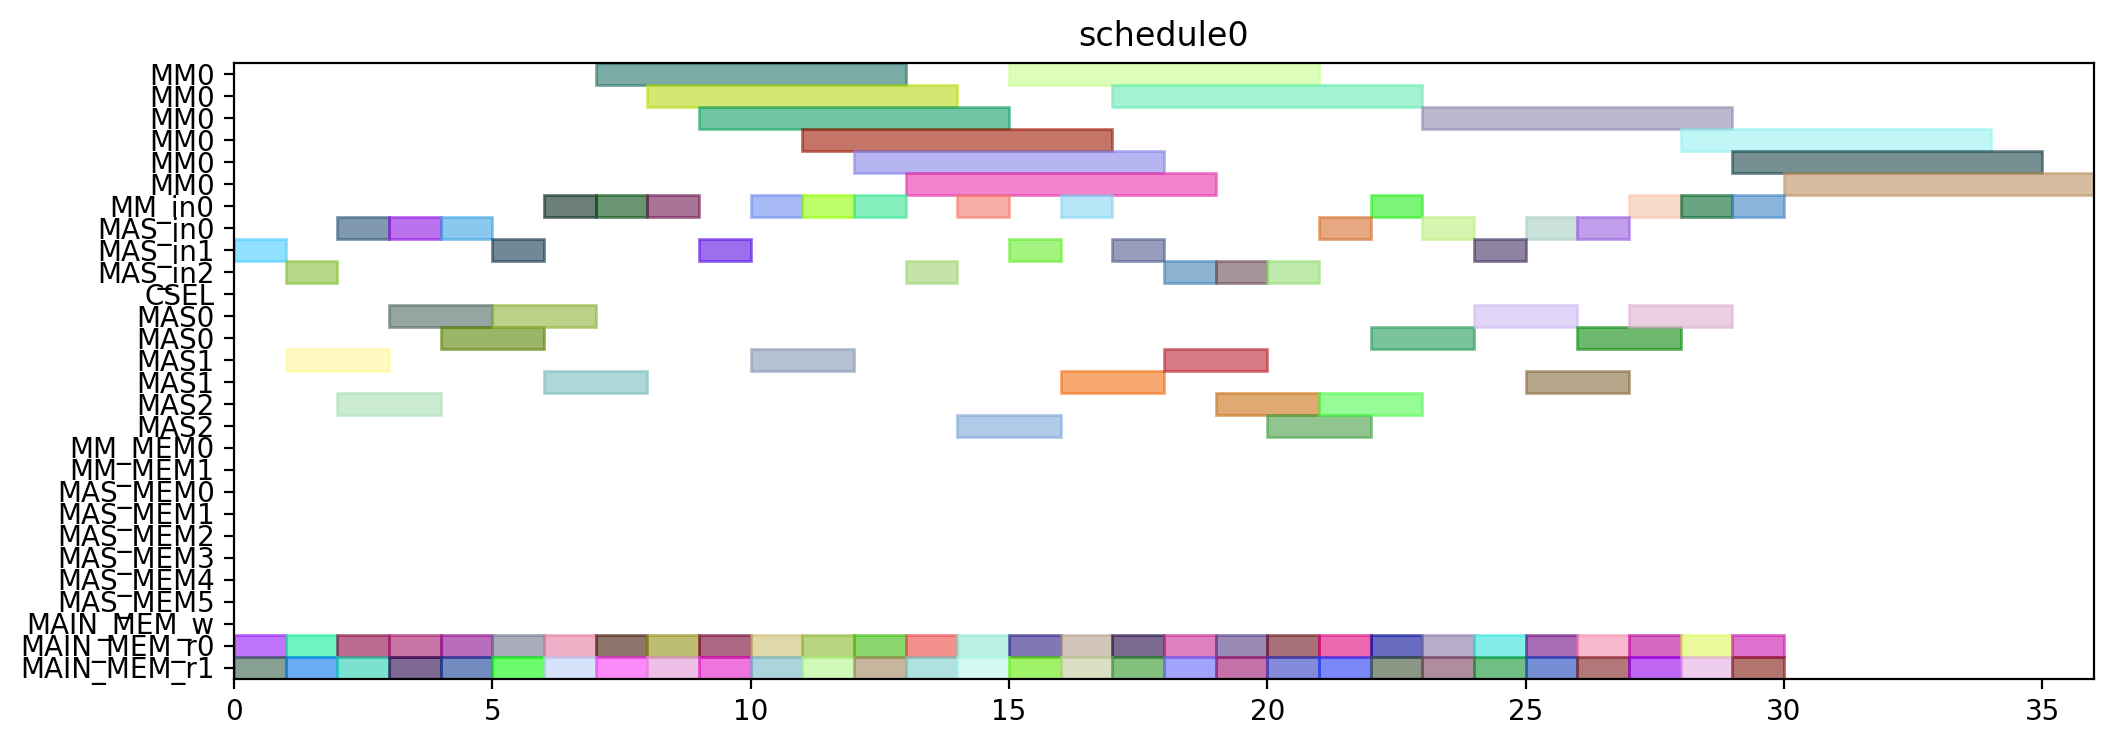 schedule0
MM0
MM0
MM0
MM0
MM0
MM0
MM_in0
MAS_in0
MAS_in1
MAS_in2
CSEL
MAS0
MAS0
MAS1
MAS1
MAS2
MAS2
MM_MEM0
MM_MEM1
MAS_MEM0
MAS_MEM1
MAS_MEM2
MAS_MEM3
MAS_MEM4
MAS_MEM5
MAIN_MEM_w
MAIN_MEM_r0
MAIN_MEM_r1
0 5 10 15 20 25 30 35